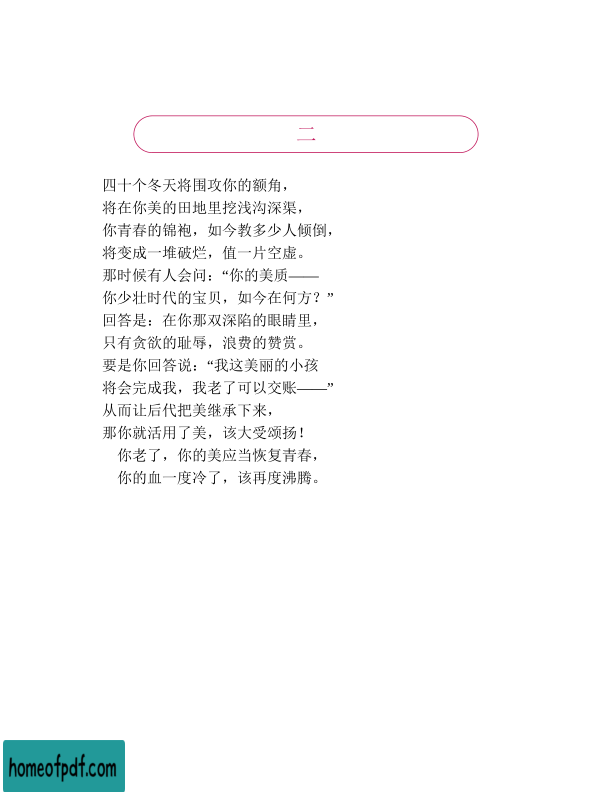 二
四十个冬天将围攻你的额角，
将在你美的田地里挖浅沟深渠，
你青春的锦袍，如今教多少人倾倒，
将变成一堆破烂，值一片空虚。
那时候有人会问：“你的美质——
你少壮时代的宝贝，如今在何方？”
回答是：在你那双深陷的眼睛里，
只有贪欲的耻辱，浪费的赞赏。
要是你回答说：“我这美丽的小孩
将会完成我，我老了可以交账——”
从而让后代把美继承下来，
那你就活用了美，该大受颂扬！
你老了，你的美应当恢复青春，
你的血一度冷了，该再度沸腾。
homeofpdf.com